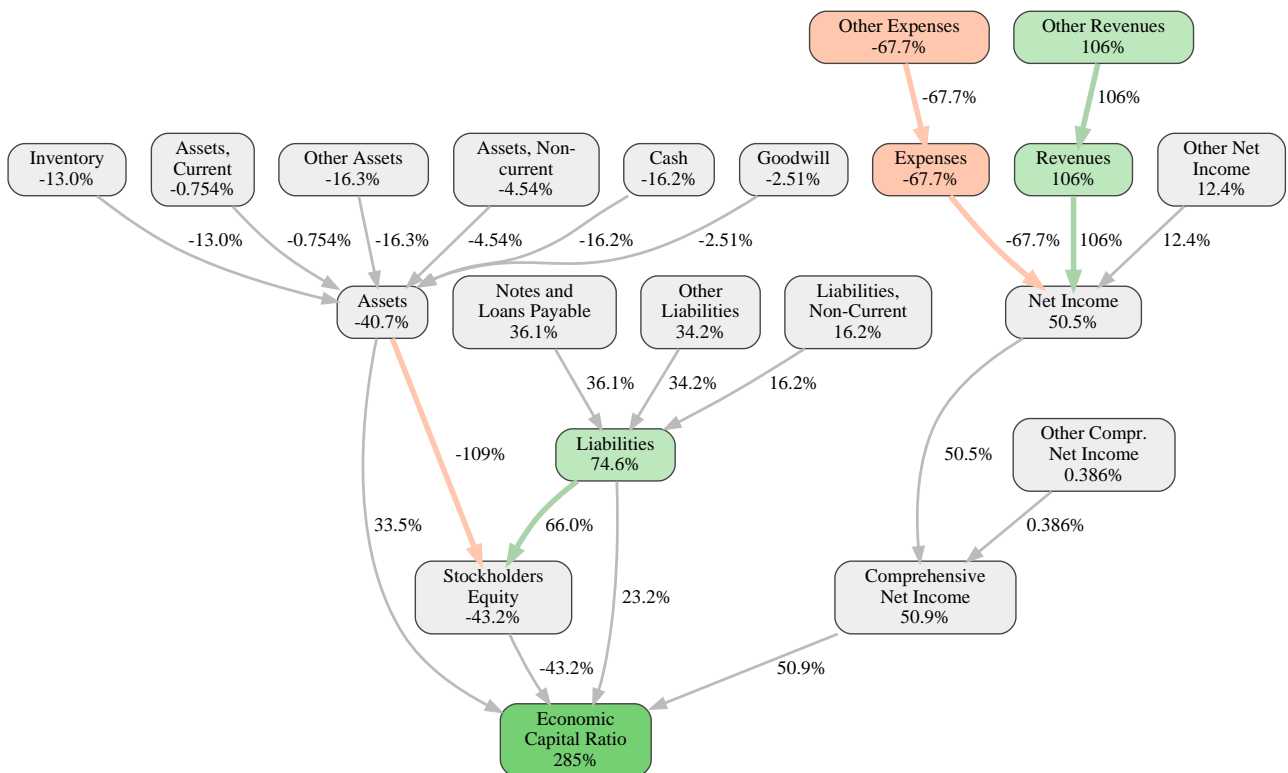 Other Expenses
-67.7%
Other Revenues
106%
-67.7%
106%
Inventory
-13.0%
Assets,
Current
-0.754%
Other Assets
-16.3%
Assets, Non-
current
-4.54%
Cash
-16.2%
Goodwill
-2.51%
Expenses
-67.7%
Revenues
106%
Other Net
Income
12.4%
-13.0%
-0.754%
-16.3%
-4.54%
-16.2%
-2.51%
-67.7%
106%
12.4%
Assets
-40.7%
Notes and
Loans Payable
36.1%
Other
Liabilities
34.2%
Liabilities,
Non-Current
16.2%
Net Income
50.5%
36.1%
34.2%
16.2%
Liabilities
74.6%
Other Compr.
Net Income
0.386%
-109%
50.5%
33.5%
66.0%
0.386%
Stockholders
Equity
-43.2%
23.2%
Comprehensive
Net Income
50.9%
-43.2%
50.9%
Economic
Capital Ratio
285%